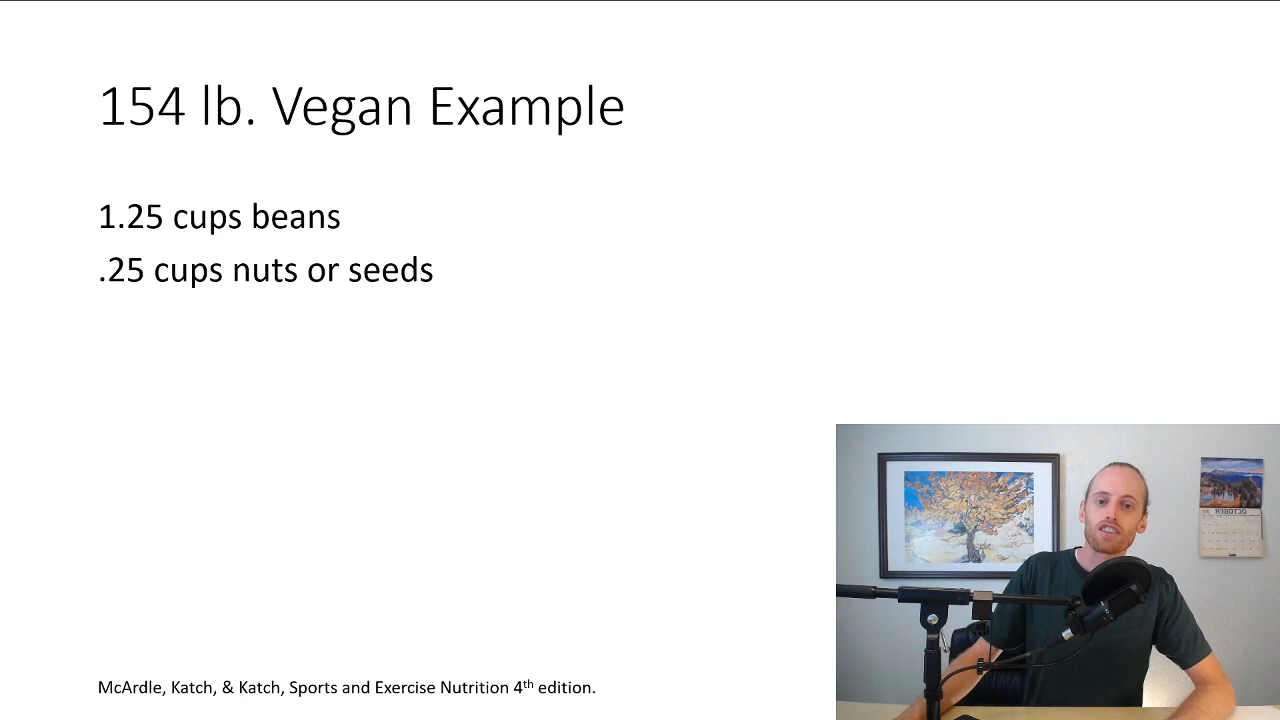 154 lb. Vegan Example
1.25 cups beans
.25 cups nuts or seeds
OCTOBER
McArdle, Katch, & Katch, Sports and Exercise Nutrition 4th edition.